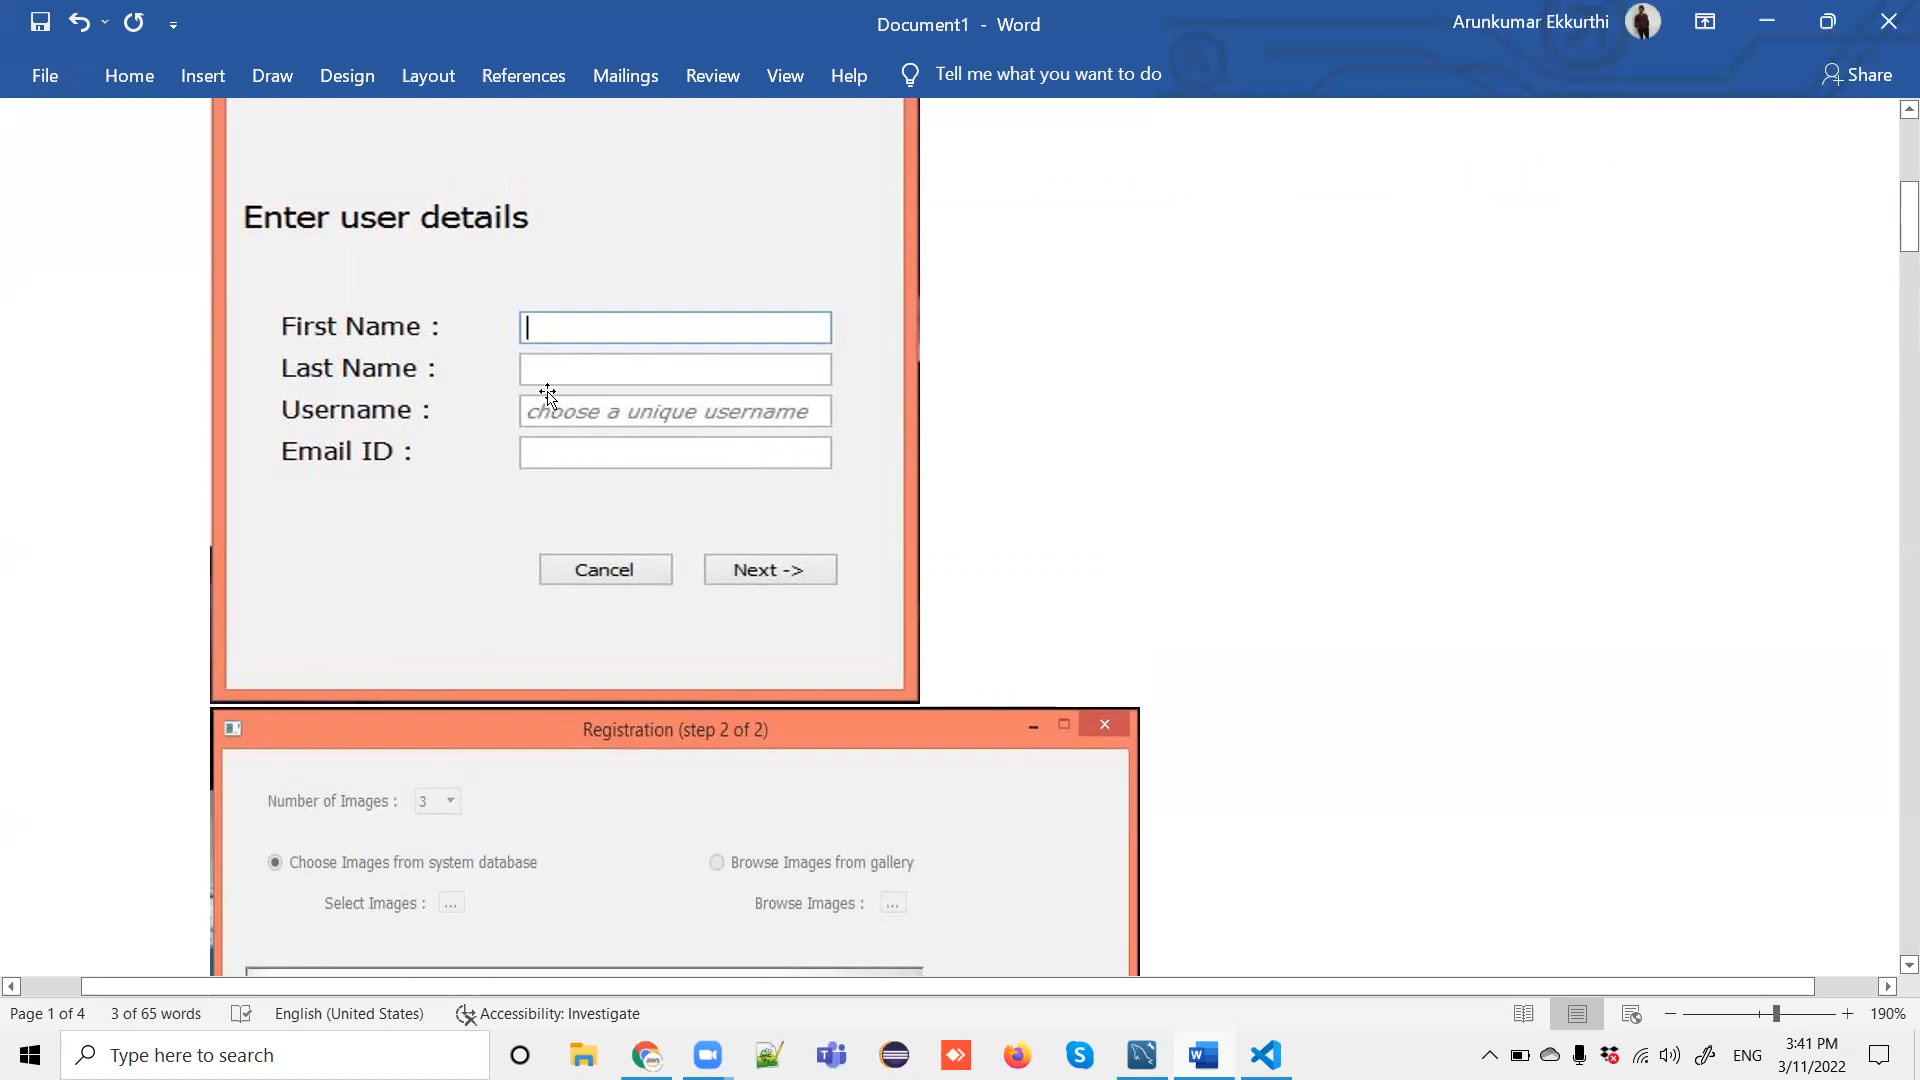 Document1 - Word
Arunkumar Ekkurthi
File Home Insert Draw Design Layout References Mailings Review View Help Tell me what you want to do Share
Enter user details
First Name :
Last Name :
Username : choose a unique username
Email ID :
Cancel Next ->
Registration (step 2 of 2)
Number of Images : 3
Choose Images from system database Browse Images from gallery
Select Images : ... Browse Images : ...
Page 1 of 4 3 of 65 words English (United States) Accessibility: Investigate 190%
Type here to search
aws
ENG
3:41 PM
3/11/2022